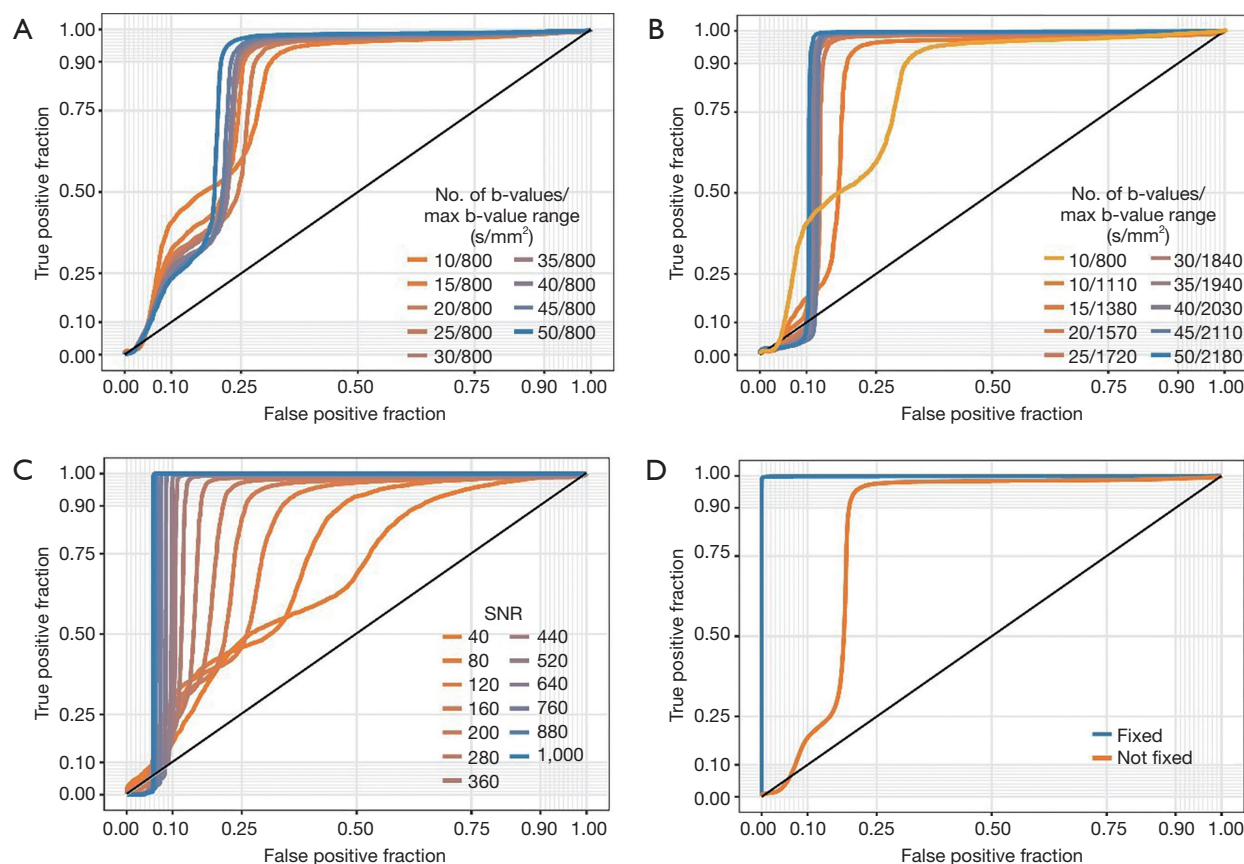 A
True positive fraction
1.00
0.90
0.75
0.50
0.25
0.10
0.00
No. of b-values/
max b-value range
(s/mm²)
10/800 35/800
15/800 40/800
20/800 45/800
25/800 50/800
30/800
0.00 0.10 0.25 0.50 0.75 0.90 1.00
False positive fraction
B
True positive fraction
1.00
0.90
0.75
0.50
0.25
0.10
0.00
No. of b-values/
max b-value range
(s/mm²)
10/800 30/1840
10/1110 35/1940
15/1380 40/2030
20/1570 45/2110
25/1720 50/2180
0.00 0.10 0.25 0.50 0.75 0.90 1.00
False positive fraction
C
True positive fraction
1.00
0.90
0.75
0.50
0.25
0.10
0.00
SNR
40 440
80 520
120 640
160 760
200 880
280 1,000
360
0.00 0.10 0.25 0.50 0.75 0.90 1.00
False positive fraction
D
True positive fraction
1.00
0.90
0.75
0.50
0.25
0.10
0.00
Fixed
Not fixed
0.00 0.10 0.25 0.50 0.75 0.90 1.00
False positive fraction